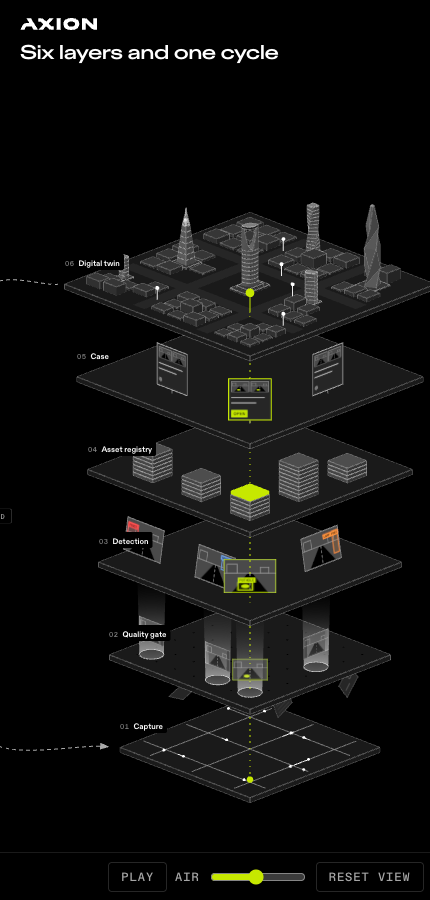 AXION
Six layers and one cycle
06 Digital twin
05 Case
04 Asset registry
03 Detection
02 Quality gate
01 Capture
D
PLAY
AIR
RESET VIEW